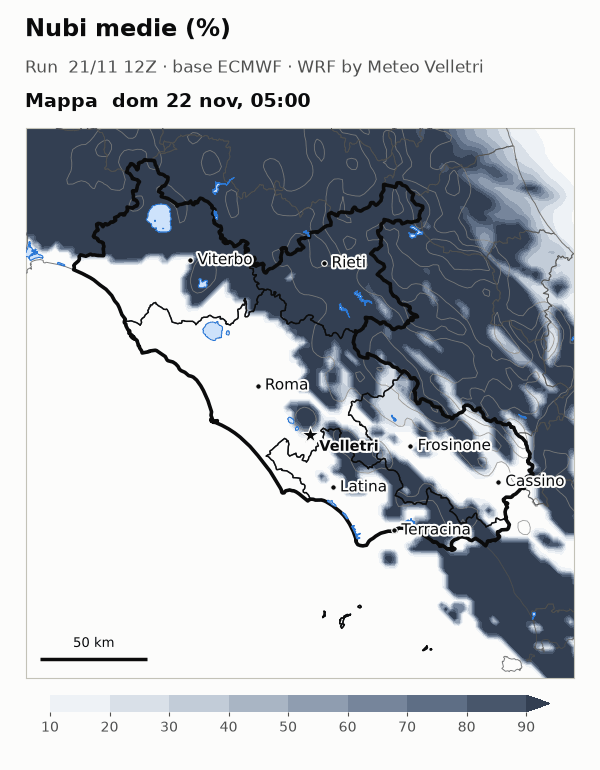 Nubi medie (%)
Run  21/11 12Z · base ECMWF · WRF by Meteo Velletri
Mappa  dom 22 nov, 05:00
Viterbo
Rieti
Roma
Velletri
Frosinone
Cassino
Latina
Terracina
50 km
10 20 30 40 50 60 70 80 90